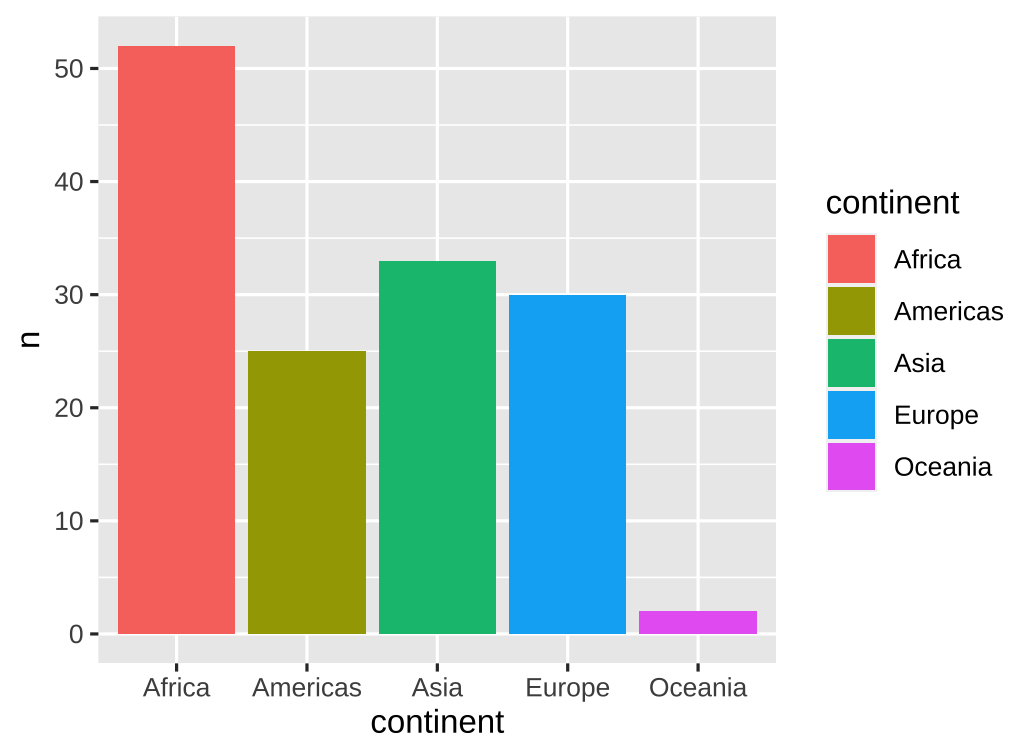 n
50
40
30
20
10
0
Africa Americas Asia Europe Oceania
continent
continent
Africa
Americas
Asia
Europe
Oceania